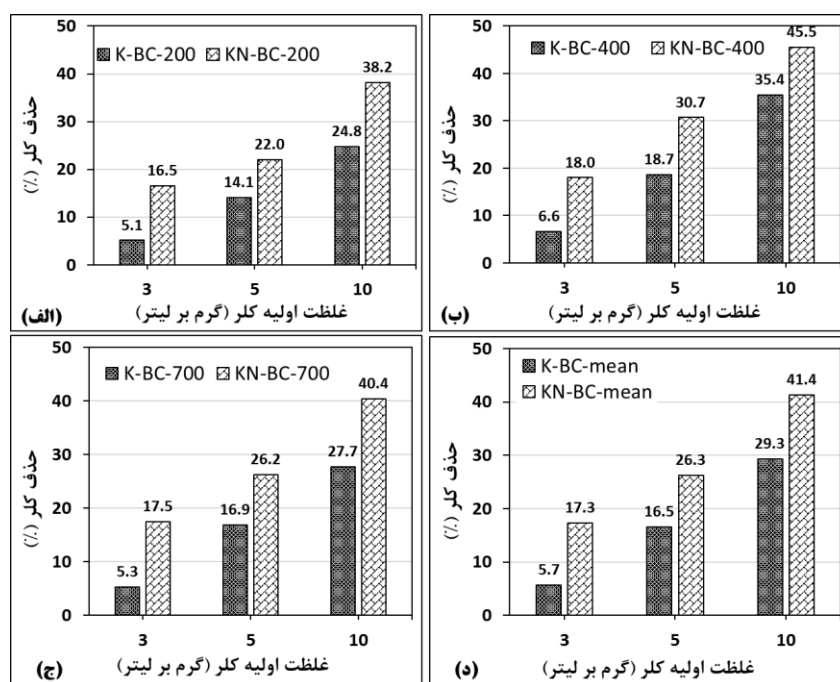 K-BC-200 KN-BC-200
حذف کلر (٪)
50
40
30
20
10
0
5.1 16.5 14.1 22.0 24.8 38.2
3 5 10
غلظت اولیه کلر (گرم بر لیتر)
(الف)
K-BC-400 KN-BC-400
حذف کلر (٪)
50
40
30
20
10
0
6.6 18.0 18.7 30.7 35.4 45.5
3 5 10
غلظت اولیه کلر (گرم بر لیتر)
(ب)
K-BC-700 KN-BC-700
حذف کلر (٪)
50
40
30
20
10
0
5.3 17.5 16.9 26.2 27.7 40.4
3 5 10
غلظت اولیه کلر (گرم بر لیتر)
(ج)
K-BC-mean
KN-BC-mean
حذف کلر (٪)
50
40
30
20
10
0
5.7 17.3 16.5 26.3 29.3 41.4
3 5 10
غلظت اولیه کلر (گرم بر لیتر)
(د)